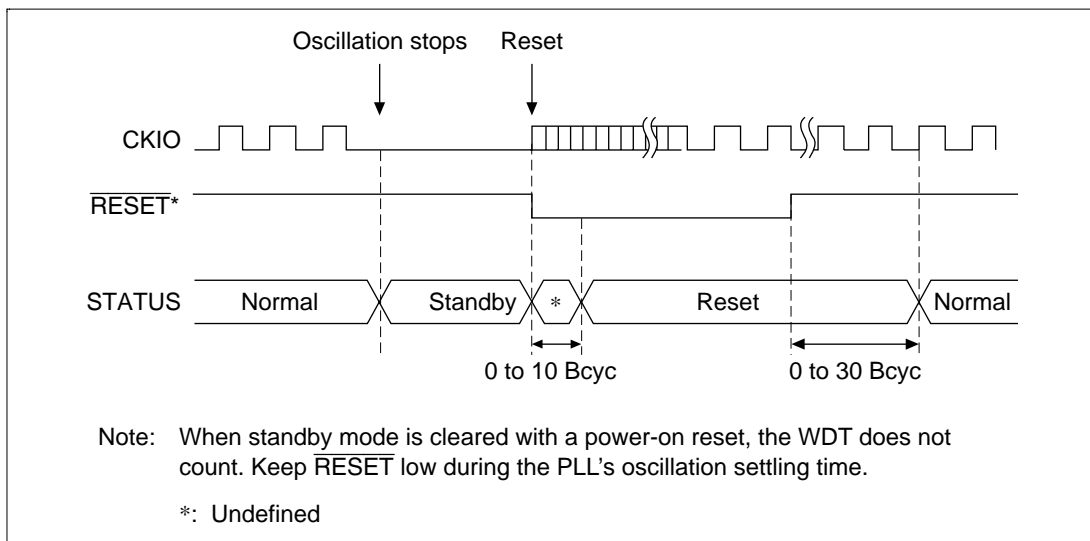 Oscillation stops Reset
CKIO
RESET*
STATUS Normal Standby * Reset Normal
0 to 10 Bcyc 0 to 30 Bcyc
Note: When standby mode is cleared with a power-on reset, the WDT does not
count. Keep RESET low during the PLL's oscillation settling time.
*: Undefined